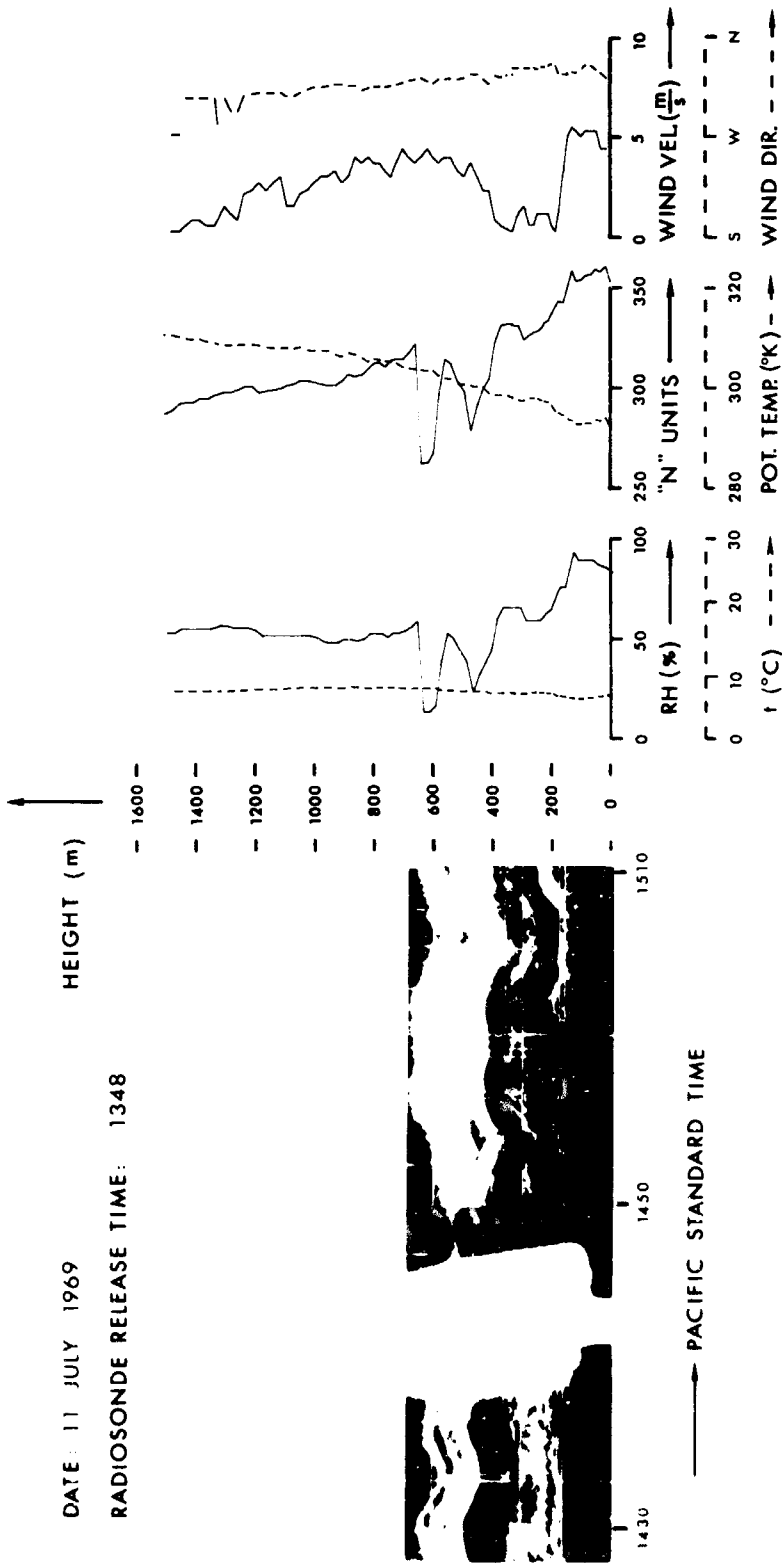 DATE : 11 JULY 1969
RADIOSONDE RELEASE TIME: 1348
HEIGHT (m)
1600
1400
1200
1000
800
600
400
200
0
1430
1450
1510
PACIFIC STANDARD TIME
0 50 100
RH (%)
0 10 20 30
t (°C)
250 300 350
"N" UNITS
280 300 320
POT. TEMP. (°K)
0 5 10
WIND VEL (m/s)
S W N
WIND DIR.